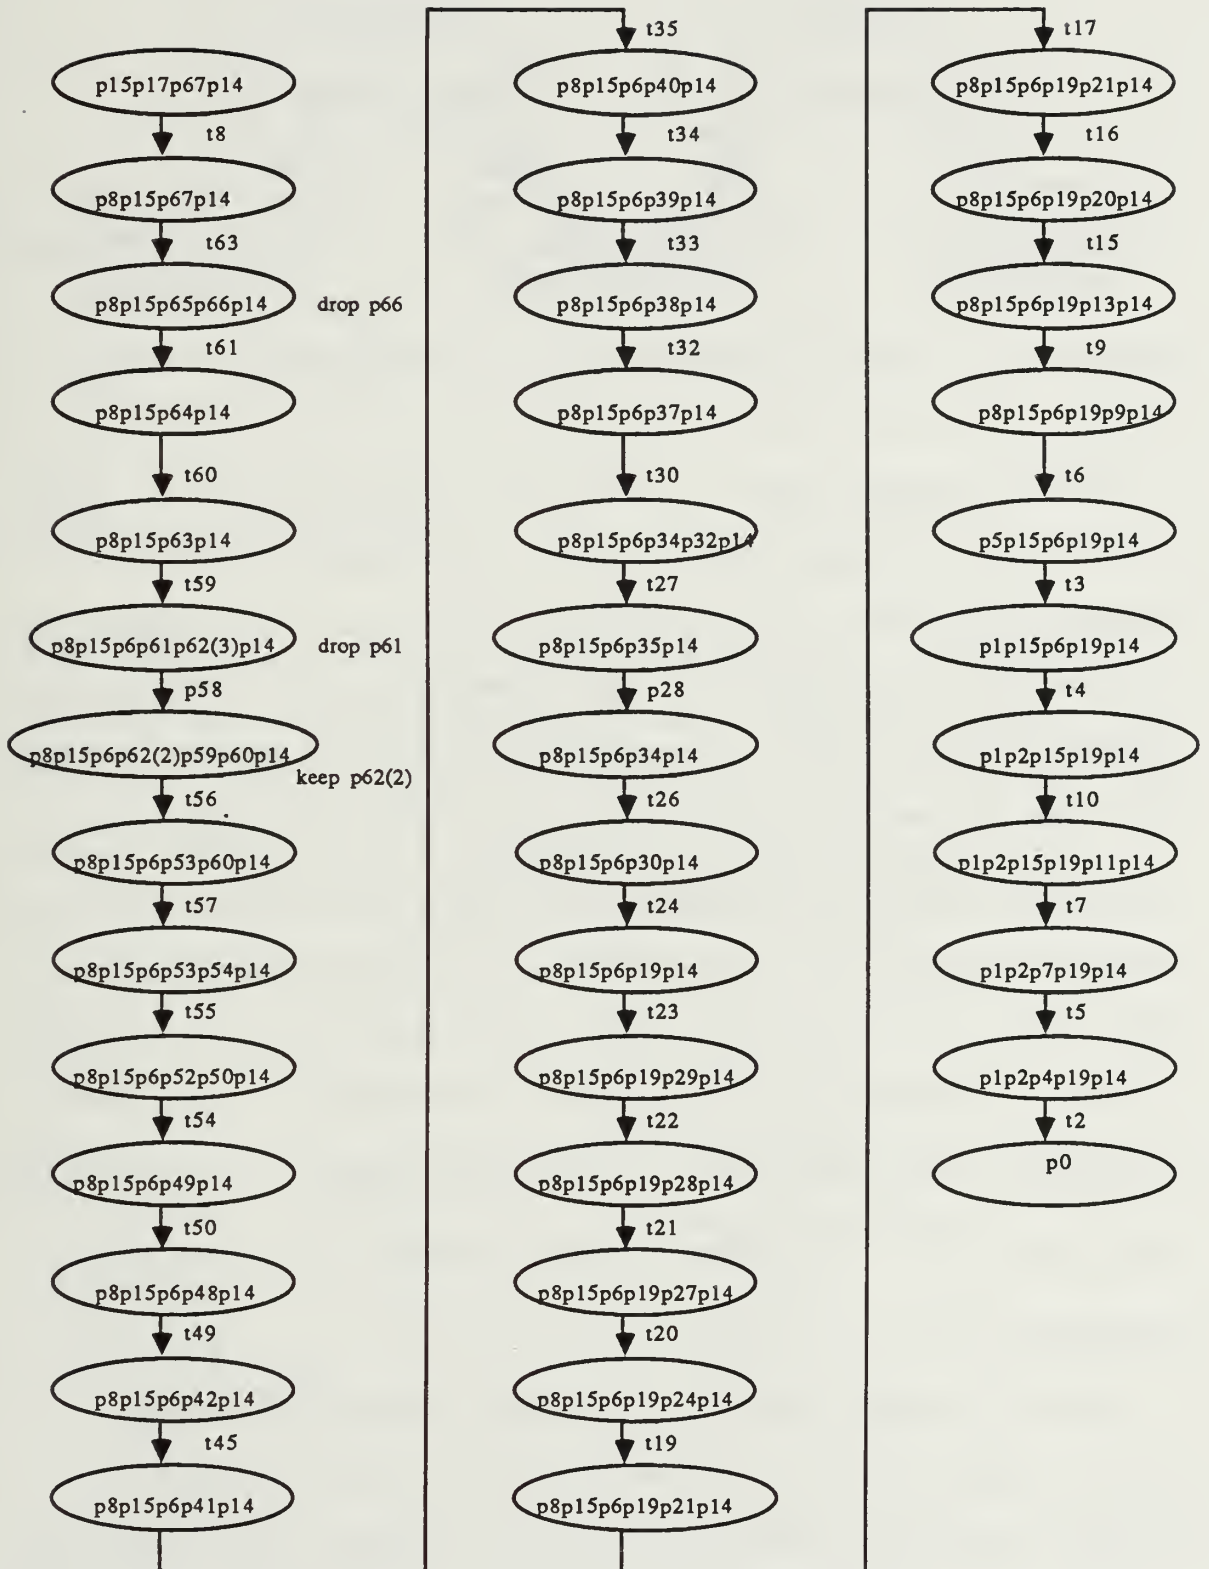 p15p17p67p14
t8
p8p15p67p14
t63
p8p15p65p66p14 drop p66
t61
p8p15p64p14
t60
p8p15p63p14
t59
p8p15p6p61p62(3)p14 drop p61
p58
p8p15p6p62(2)p59p60p14
keep p62(2)
t56
p8p15p6p53p60p14
t57
p8p15p6p53p54p14
t55
p8p15p6p52p50p14
t54
p8p15p6p49p14
t50
p8p15p6p48p14
t49
p8p15p6p42p14
t45
p8p15p6p41p14
t35
p8p15p6p40p14
t34
p8p15p6p39p14
t33
p8p15p6p38p14
t32
p8p15p6p37p14
t30
p8p15p6p34p32p14
t27
p8p15p6p35p14
p28
p8p15p6p34p14
t26
p8p15p6p30p14
t24
p8p15p6p19p14
t23
p8p15p6p19p29p14
t22
p8p15p6p19p28p14
t21
p8p15p6p19p27p14
t20
p8p15p6p19p24p14
t19
p8p15p6p19p21p14
t17
p8p15p6p19p21p14
t16
p8p15p6p19p20p14
t15
p8p15p6p19p13p14
t9
p8p15p6p19p9p14
t6
p5p15p6p19p14
t3
p1p15p6p19p14
t4
p1p2p15p19p14
t10
p1p2p15p19p11p14
t7
p1p2p7p19p14
t5
p1p2p4p19p14
t2
p0